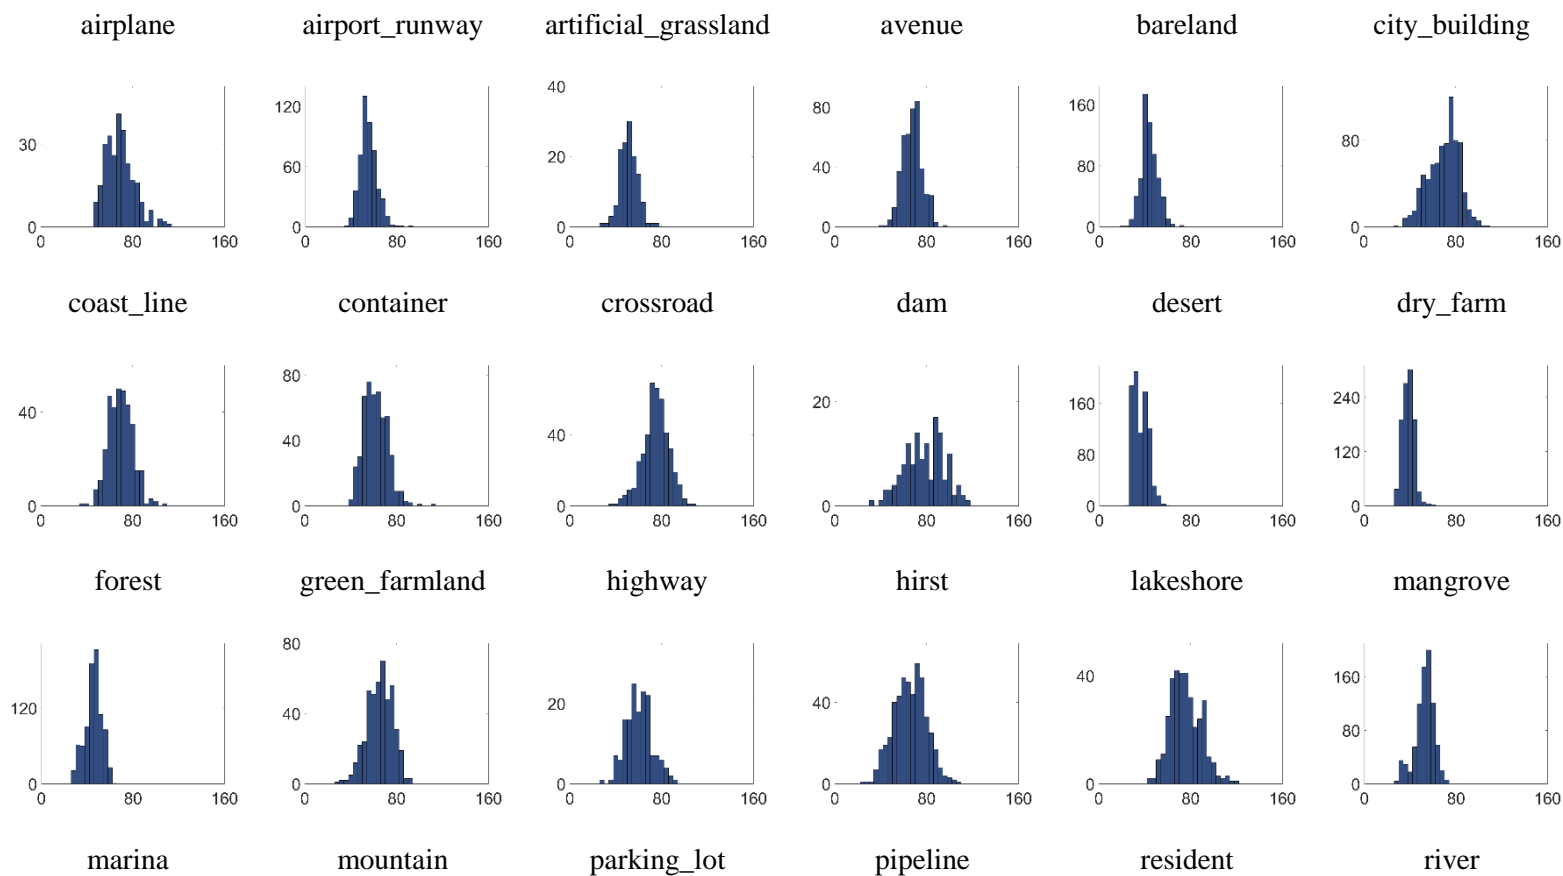 airplane airport_runway artificial_grassland avenue bareland city_building
30 0 0 80 160
120 60 0 0 80 160
40 20 0 0 80 160
80 40 0 0 80 160
160 80 0 0 80 160
80 0 0 80 160
coast_line container crossroad dam desert dry_farm
40 0 0 80 160
80 40 0 0 80 160
40 0 0 80 160
20 0 0 80 160
160 80 0 0 80 160
240 120 0 0 80 160
forest green_farmland highway hirst lakeshore mangrove
120 0 0 80 160
80 40 0 0 80 160
20 0 0 80 160
40 0 0 80 160
40 0 0 80 160
160 80 0 0 80 160
marina mountain parking_lot pipeline resident river